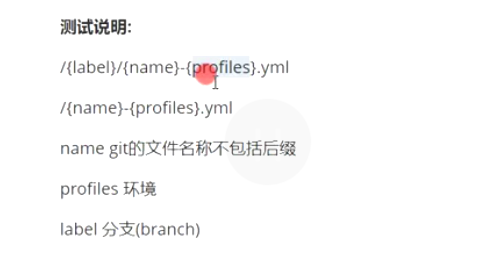 测试说明:
/{label}/{name}-{profiles}.yml
/{name}-{profiles}.yml
name git的文件名称不包括后缀
profiles 环境
label 分支(branch)